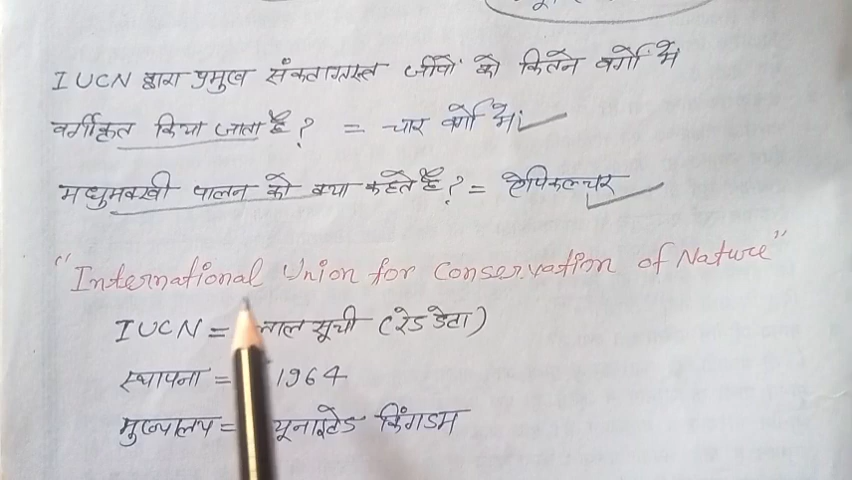 IUCN द्वारा प्रमुख संकटाग्रस्त जीवों को कितने वर्गों में
वर्गीकृत किया जाता है? = चार वर्गों में।
मधुमक्खी पालन को क्या कहते है? = ऐपिकल्चर
"International Union for Conservation of Nature"
IUCN = लाल सूची (रेड डेटा)
स्थापना = 1964
मुख्यालय = यूनाइटेड किंगडम